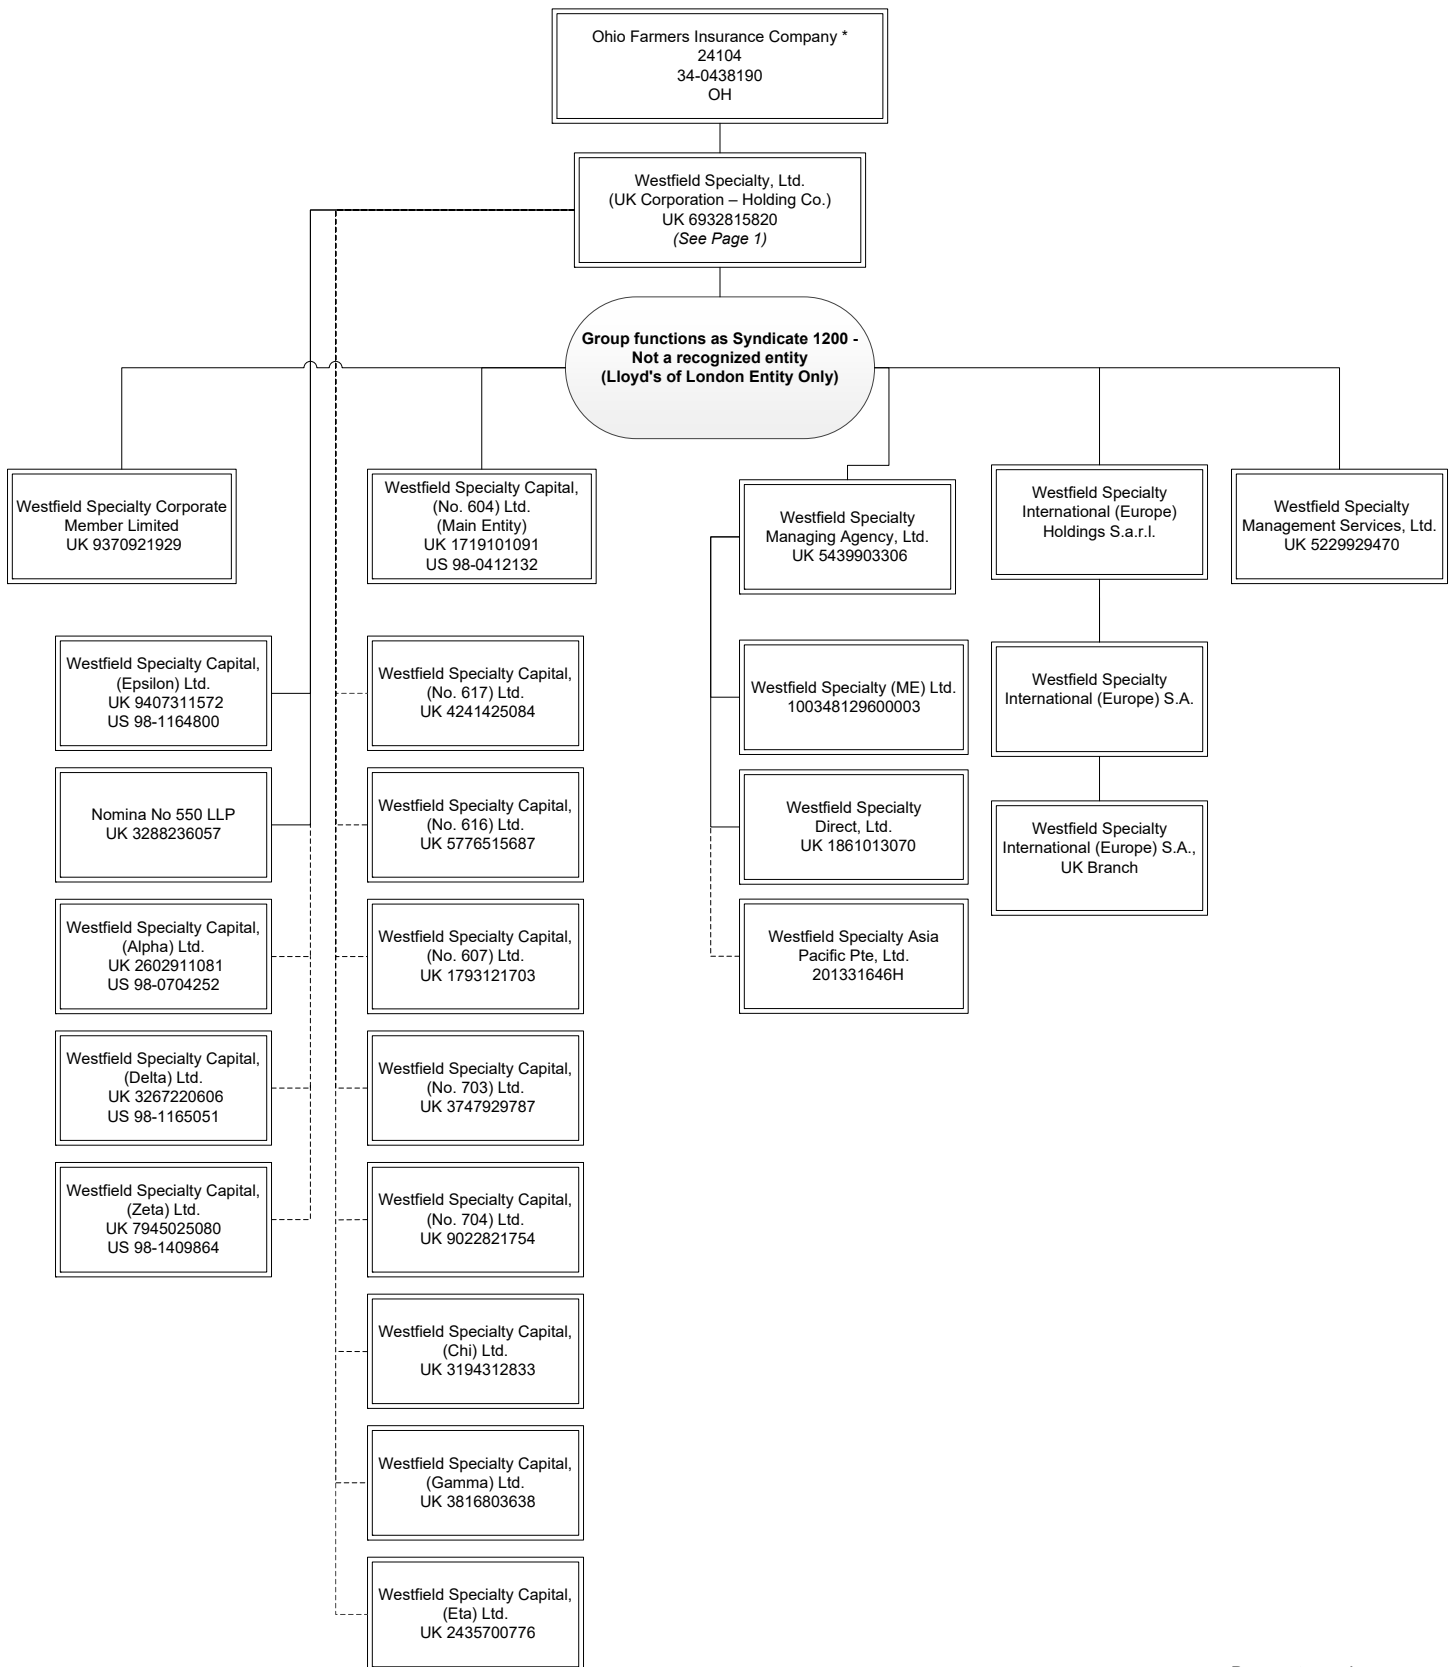 Ohio Farmers Insurance Company *
24104
34-0438190
OH
Westfield Specialty, Ltd.
(UK Corporation – Holding Co.)
UK 6932815820
(See Page 1)
Group functions as Syndicate 1200 -
Not a recognized entity
(Lloyd's of London Entity Only)
Westfield Specialty Corporate
Member Limited
UK 9370921929
Westfield Specialty Capital,
(No. 604) Ltd.
(Main Entity)
UK 1719101091
US 98-0412132
Westfield Specialty
Managing Agency, Ltd.
UK 5439903306
Westfield Specialty
International (Europe)
Holdings S.a.r.l.
Westfield Specialty
Management Services, Ltd.
UK 5229929470
Westfield Specialty Capital,
(Epsilon) Ltd.
UK 9407311572
US 98-1164800
Westfield Specialty Capital,
(No. 617) Ltd.
UK 4241425084
Westfield Specialty (ME) Ltd.
100348129600003
Westfield Specialty
International (Europe) S.A.
Nomina No 550 LLP
UK 3288236057
Westfield Specialty Capital,
(No. 616) Ltd.
UK 5776515687
Westfield Specialty
Direct, Ltd.
UK 1861013070
Westfield Specialty
International (Europe) S.A.,
UK Branch
Westfield Specialty Capital,
(Alpha) Ltd.
UK 2602911081
US 98-0704252
Westfield Specialty Capital,
(No. 607) Ltd.
UK 1793121703
Westfield Specialty Asia
Pacific Pte, Ltd.
201331646H
Westfield Specialty Capital,
(Delta) Ltd.
UK 3267220606
US 98-1165051
Westfield Specialty Capital,
(No. 703) Ltd.
UK 3747929787
Westfield Specialty Capital,
(Zeta) Ltd.
UK 7945025080
US 98-1409864
Westfield Specialty Capital,
(No. 704) Ltd.
UK 9022821754
Westfield Specialty Capital,
(Chi) Ltd.
UK 3194312833
Westfield Specialty Capital,
(Gamma) Ltd.
UK 3816803638
Westfield Specialty Capital,
(Eta) Ltd.
UK 2435700776